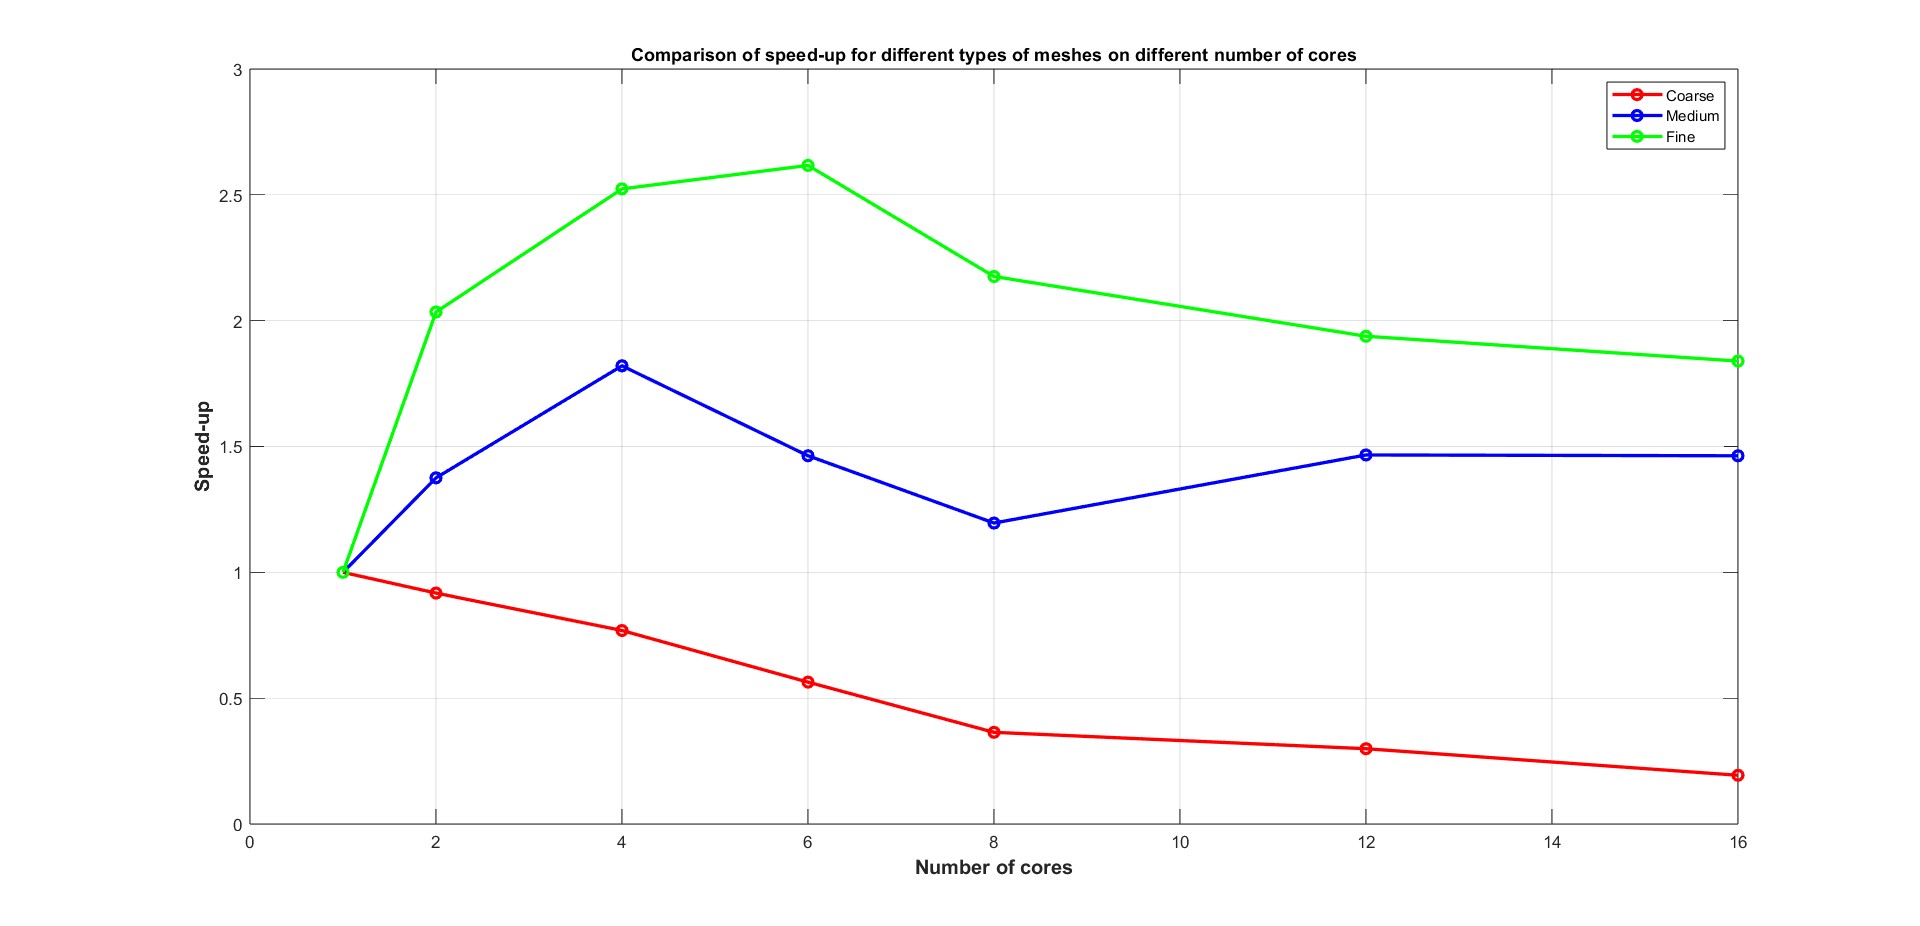 Comparison of speed-up for different types of meshes on different number of cores
3
2.5
2
1.5
1
0.5
0
Speed-up
Coarse
Medium
Fine
0 2 4 6 8 10 12 14 16
Number of cores